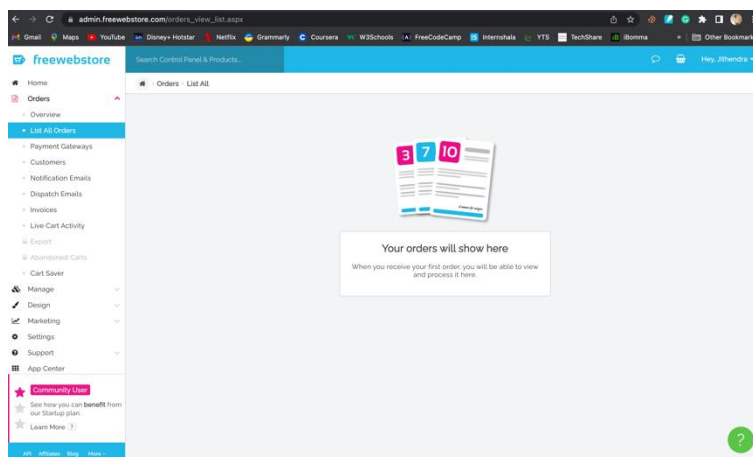 admin.freewebstore.com/orders_view_list.aspx
Gmail Maps YouTube Disney+ Hotstar Netflix Grammarly Coursera W3Schools FreeCodeCamp Internshala YTS TechShare iBomma » Other Bookmark
freewebstore
Search Control Panel & Products...
Hey, Jithendra
Home
Orders List All
Orders
Overview
List All Orders
Payment Gateways
Customers
Notification Emails
Dispatch Emails
Invoices
Live Cart Activity
Export
Abandoned Carts
Cart Saver
Manage
Design
Marketing
Settings
Support
App Center
3 7 10
Your orders will show here
When you receive your first order, you will be able to view
and process it here.
Community User
See how you can benefit from
our Startup plan.
Learn More ?
API Affiliates Blog More
?